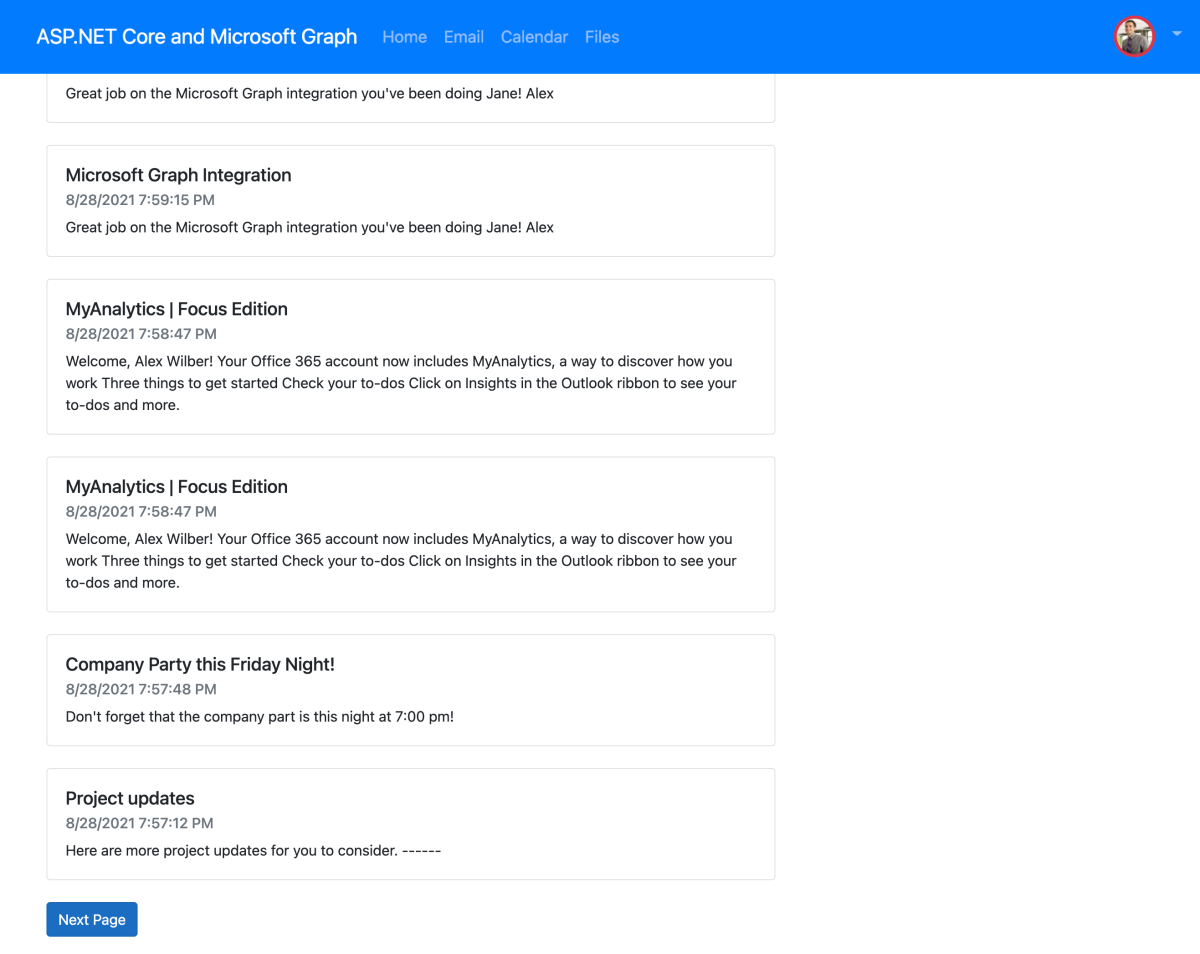 ASP.NET Core and Microsoft Graph Home Email Calendar Files
Great job on the Microsoft Graph integration you've been doing Jane! Alex
Microsoft Graph Integration
8/28/2021 7:59:15 PM
Great job on the Microsoft Graph integration you've been doing Jane! Alex
MyAnalytics | Focus Edition
8/28/2021 7:58:47 PM
Welcome, Alex Wilber! Your Office 365 account now includes MyAnalytics, a way to discover how you
work Three things to get started Check your to-dos Click on Insights in the Outlook ribbon to see your
to-dos and more.
MyAnalytics | Focus Edition
8/28/2021 7:58:47 PM
Welcome, Alex Wilber! Your Office 365 account now includes MyAnalytics, a way to discover how you
work Three things to get started Check your to-dos Click on Insights in the Outlook ribbon to see your
to-dos and more.
Company Party this Friday Night!
8/28/2021 7:57:48 PM
Don't forget that the company part is this night at 7:00 pm!
Project updates
8/28/2021 7:57:12 PM
Here are more project updates for you to consider. ------
Next Page